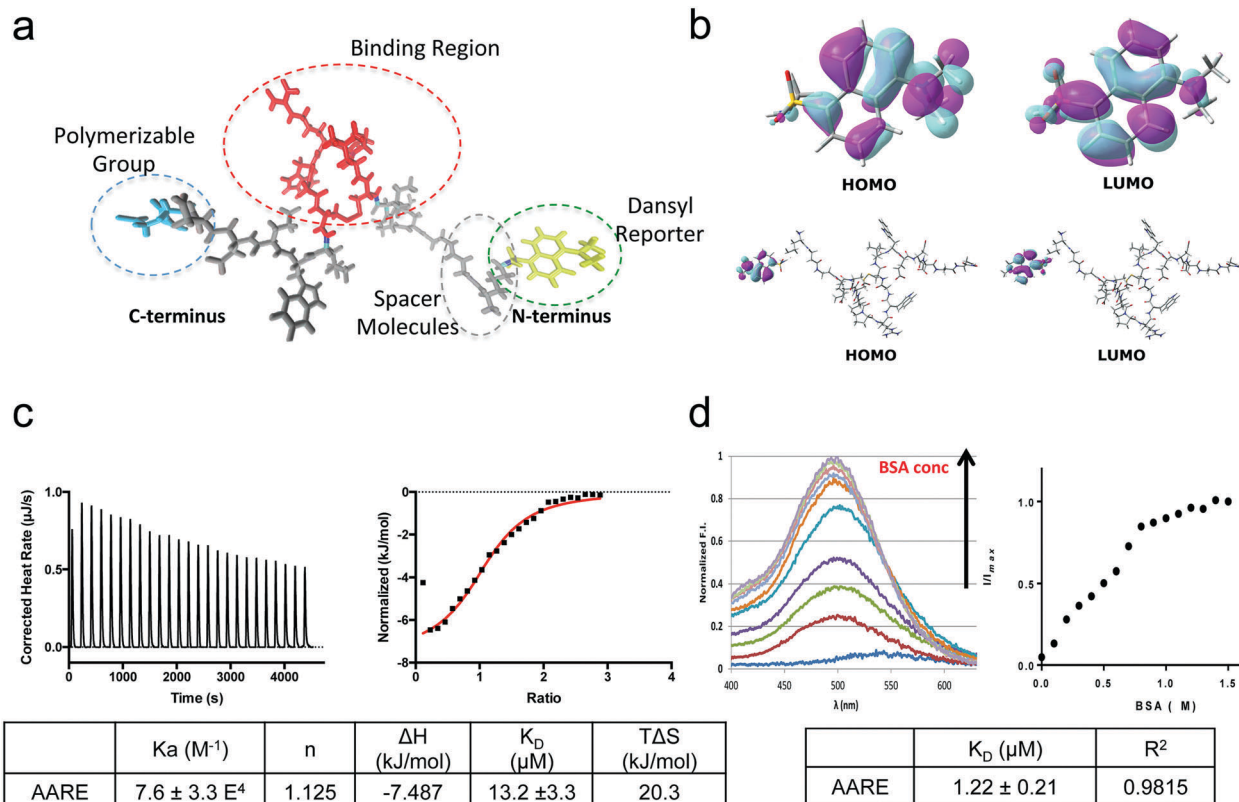 a
Binding Region
Polymerizable
Group
Dansyl
Reporter
Spacer
Molecules
C-terminus
N-terminus
b
HOMO
LUMO
HOMO
LUMO
c
Corrected Heat Rate (µJ/s)
1.0
0.5
0.0
1000 2000 3000 4000
Time (s)
Normalized (kJ/mol)
0
-2
-4
-6
-8
0 1 2 3 4
Ratio
Ka (M-1) n ΔH (kJ/mol) KD (µM) TΔS (kJ/mol)
AARE 7.6 ± 3.3 E4 1.125 -7.487 13.2 ±3.3 20.3
d
BSA conc
Normalized F.I.
1
0.8
0.6
0.4
0.2
0
400 450 500 550 600
λ (nm)
I/Imax
1.0
0.5
1.0
0.0 0.5 1.0 1.5
BSA ( M)
KD (µM) R2
AARE 1.22 ± 0.21 0.9815